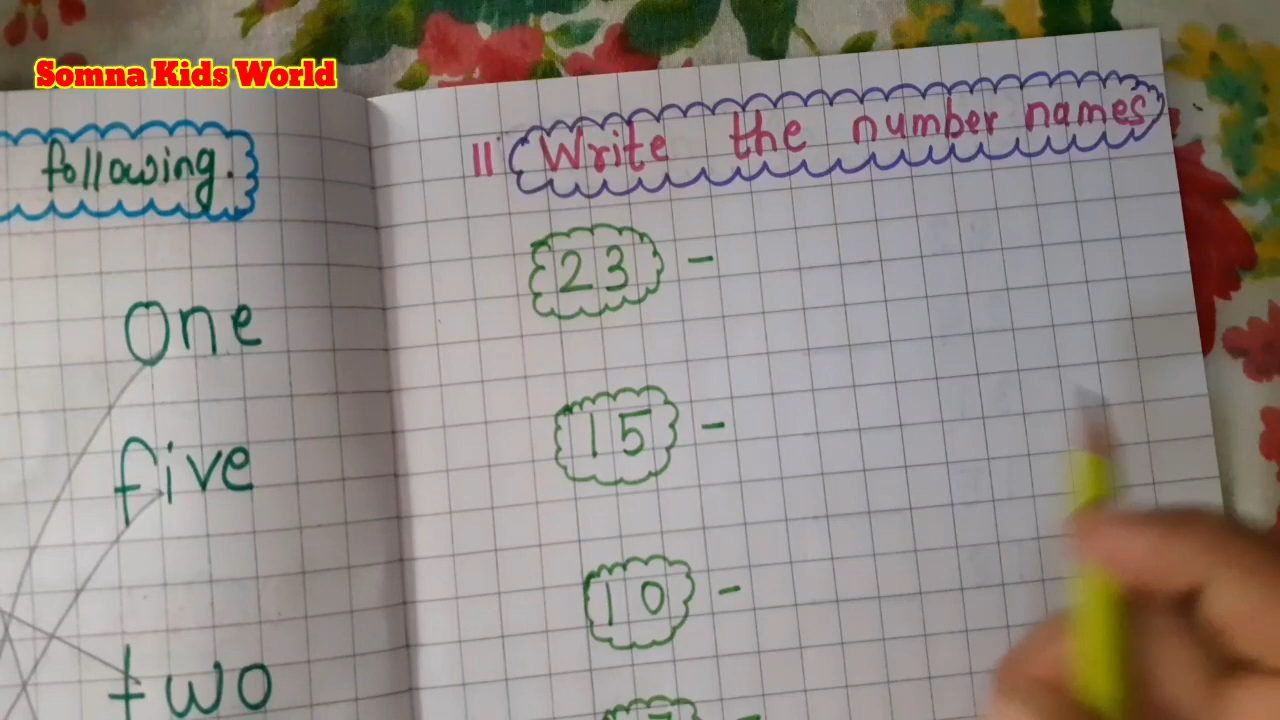 Somna Kids World
following.
One
five
two
II Write the number names
23 -
15 -
10 -